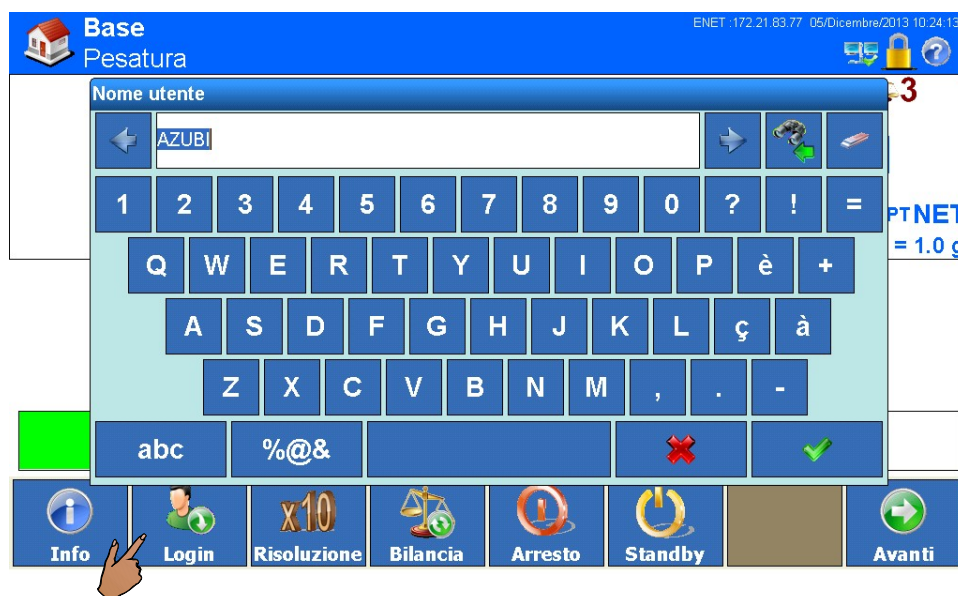 ENET :172.21.83.77 05/Dicembre/2013 10:24:13
Base
Pesatura
Nome utente
3
AZUBI
1 2 3 4 5 6 7 8 9 0 ? ! =
PT NET
= 1.0 g
Q W E R T Y U I O P è +
A S D F G H J K L ç à
Z X C V B N M , . -
abc %@&
x10
Info Login Risoluzione Bilancia Arresto Standby Avanti